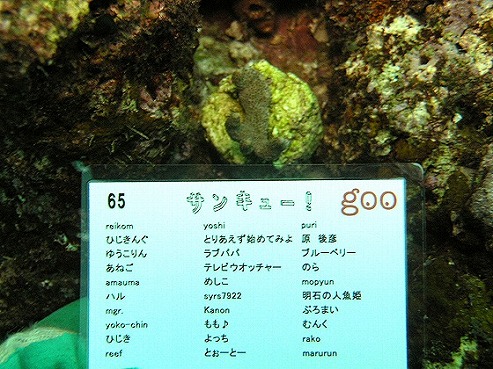 65 サンキュー! goo
reikom yoshi puri
ひじきんぐ とりあえず始めてみよ 原 後彦
ゆうこりん ラブパパ ブルーベリー
あねご テレビウオッチャー のら
amauma めしこ mopyun
ハル syrs7922 明石の人魚姫
mgr. Kanon ぷろまい
yoko-chin もも♪ むんく
ひじき よっち rako
reef とぉーとー marurun